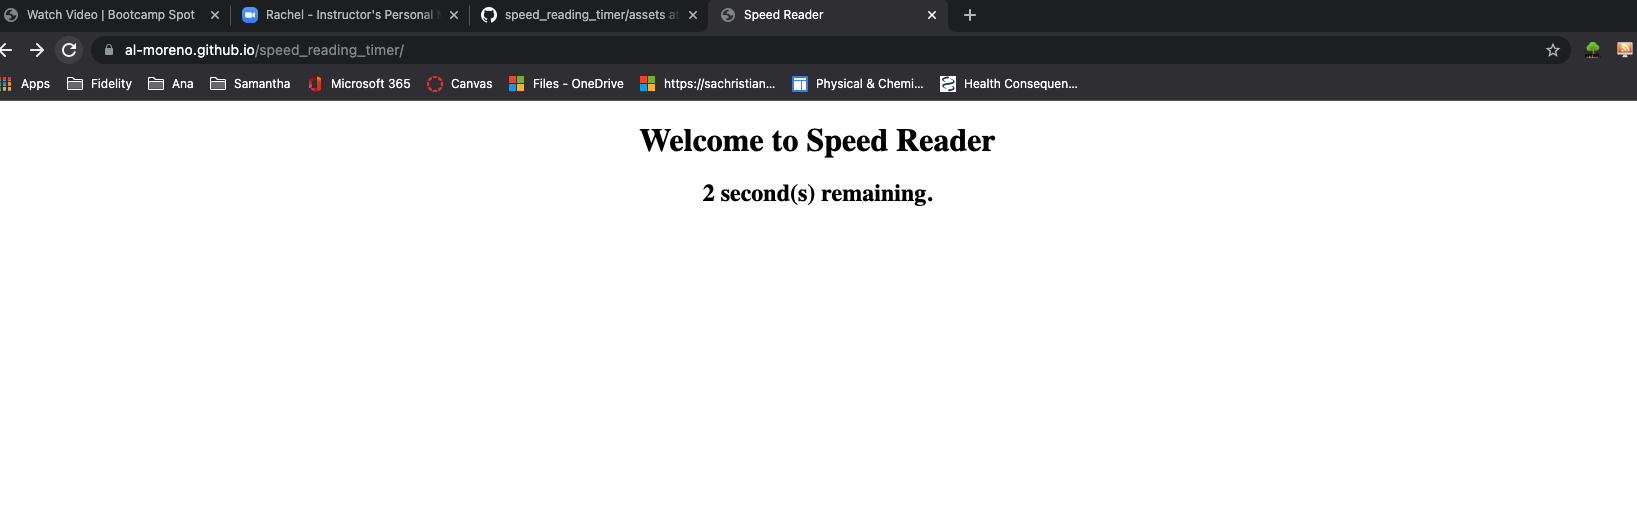 Watch Video | Bootcamp Spot Rachel - Instructor's Personal speed_reading_timer/assets at Speed Reader
al-moreno.github.io/speed_reading_timer/
Apps Fidelity Ana Samantha Microsoft 365 Canvas Files - OneDrive https://sachristian... Physical & Chemi... Health Consequen...
Welcome to Speed Reader
2 second(s) remaining.